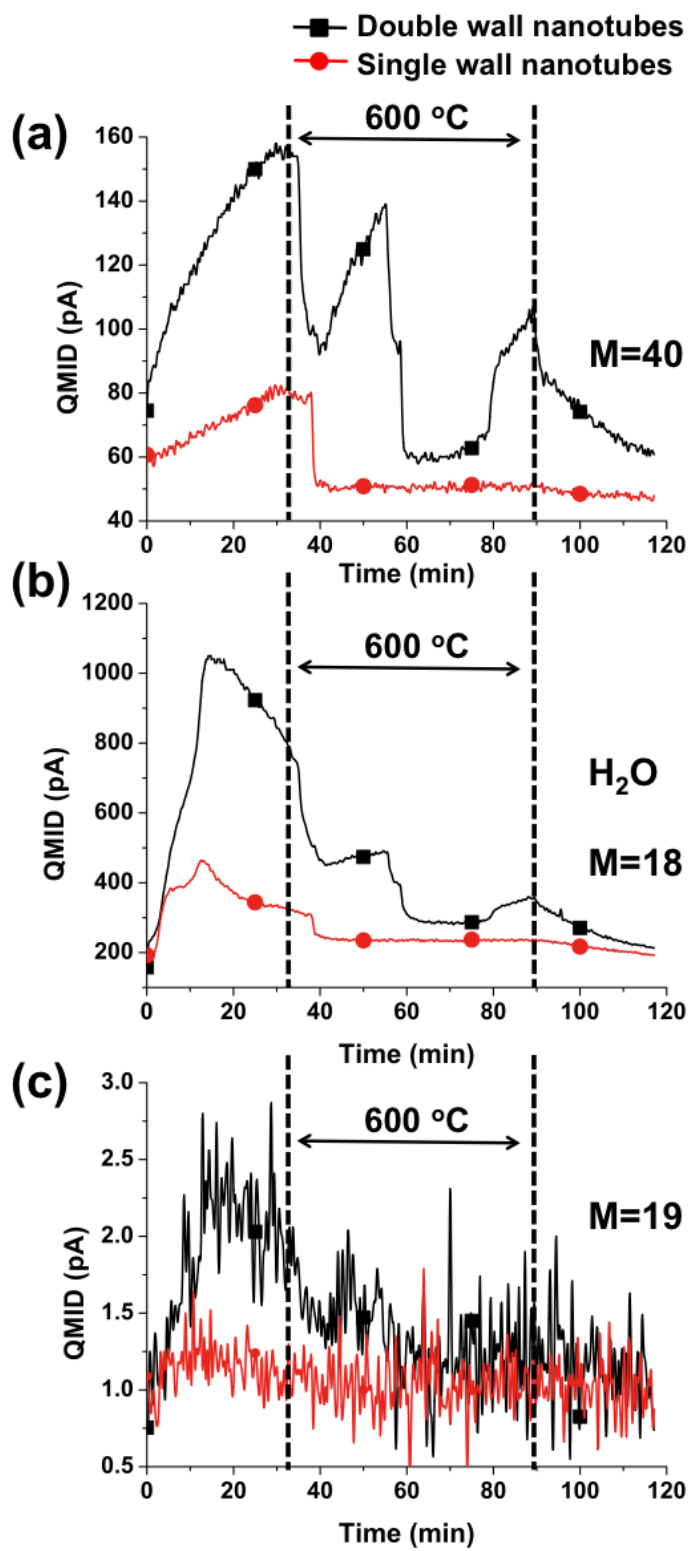 Double wall nanotubes
Single wall nanotubes
(a)
600 °C
160
140
120
100
80
60
40
QMID (pA)
M=40
0 20 40 60 80 100 120
Time (min)
(b)
600 °C
1200
1000
800
600
400
200
QMID (pA)
H₂O
M=18
0 20 40 60 80 100 120
Time (min)
(c)
600 °C
3.0
2.5
2.0
1.5
1.0
0.5
QMID (pA)
M=19
0 20 40 60 80 100 120
Time (min)